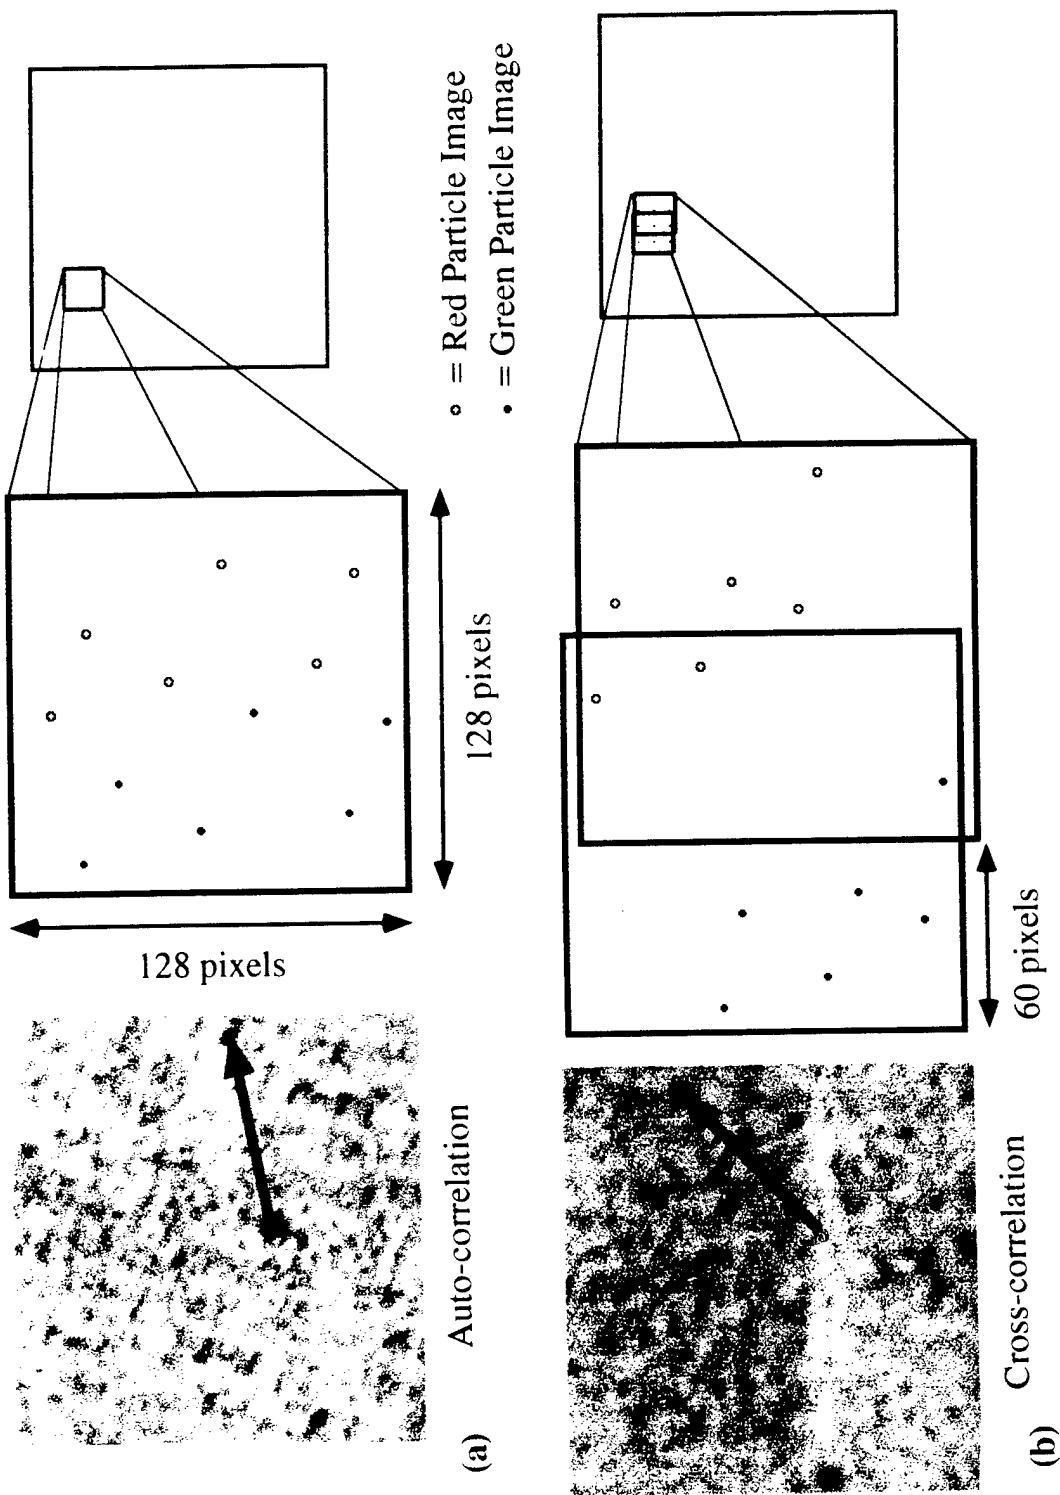 (a)
Auto-correlation
128 pixels
128 pixels
° = Red Particle Image
• = Green Particle Image
(b)
Cross-correlation
60 pixels